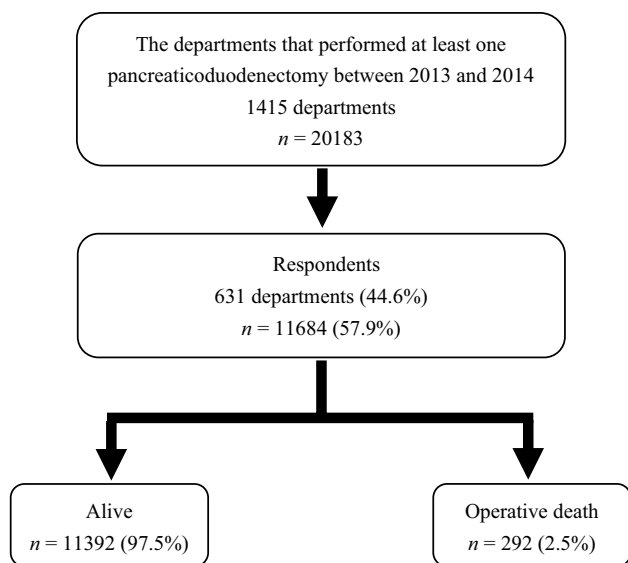 The departments that performed at least one
pancreaticoduodenectomy between 2013 and 2014
1415 departments
n = 20183
Respondents
631 departments (44.6%)
n = 11684 (57.9%)
Alive
n = 11392 (97.5%)
Operative death
n = 292 (2.5%)